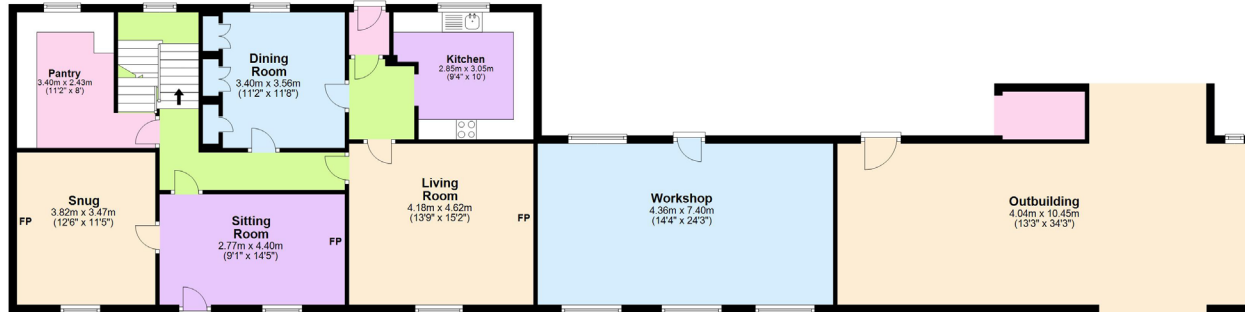 Pantry
3.40m x 2.43m
(11'2" x 8')
Dining
Room
3.40m x 3.56m
(11'2" x 11'8")
Kitchen
2.85m x 3.05m
(9'4" x 10')
Snug
3.82m x 3.47m
(12'6" x 11'5")
FP
Sitting
Room
2.77m x 4.40m
(9'1" x 14'5")
FP
Living
Room
4.18m x 4.62m
(13'9" x 15'2")
FP
Workshop
4.36m x 7.40m
(14'4" x 24'3")
Outbuilding
4.04m x 10.45m
(13'3" x 34'3")